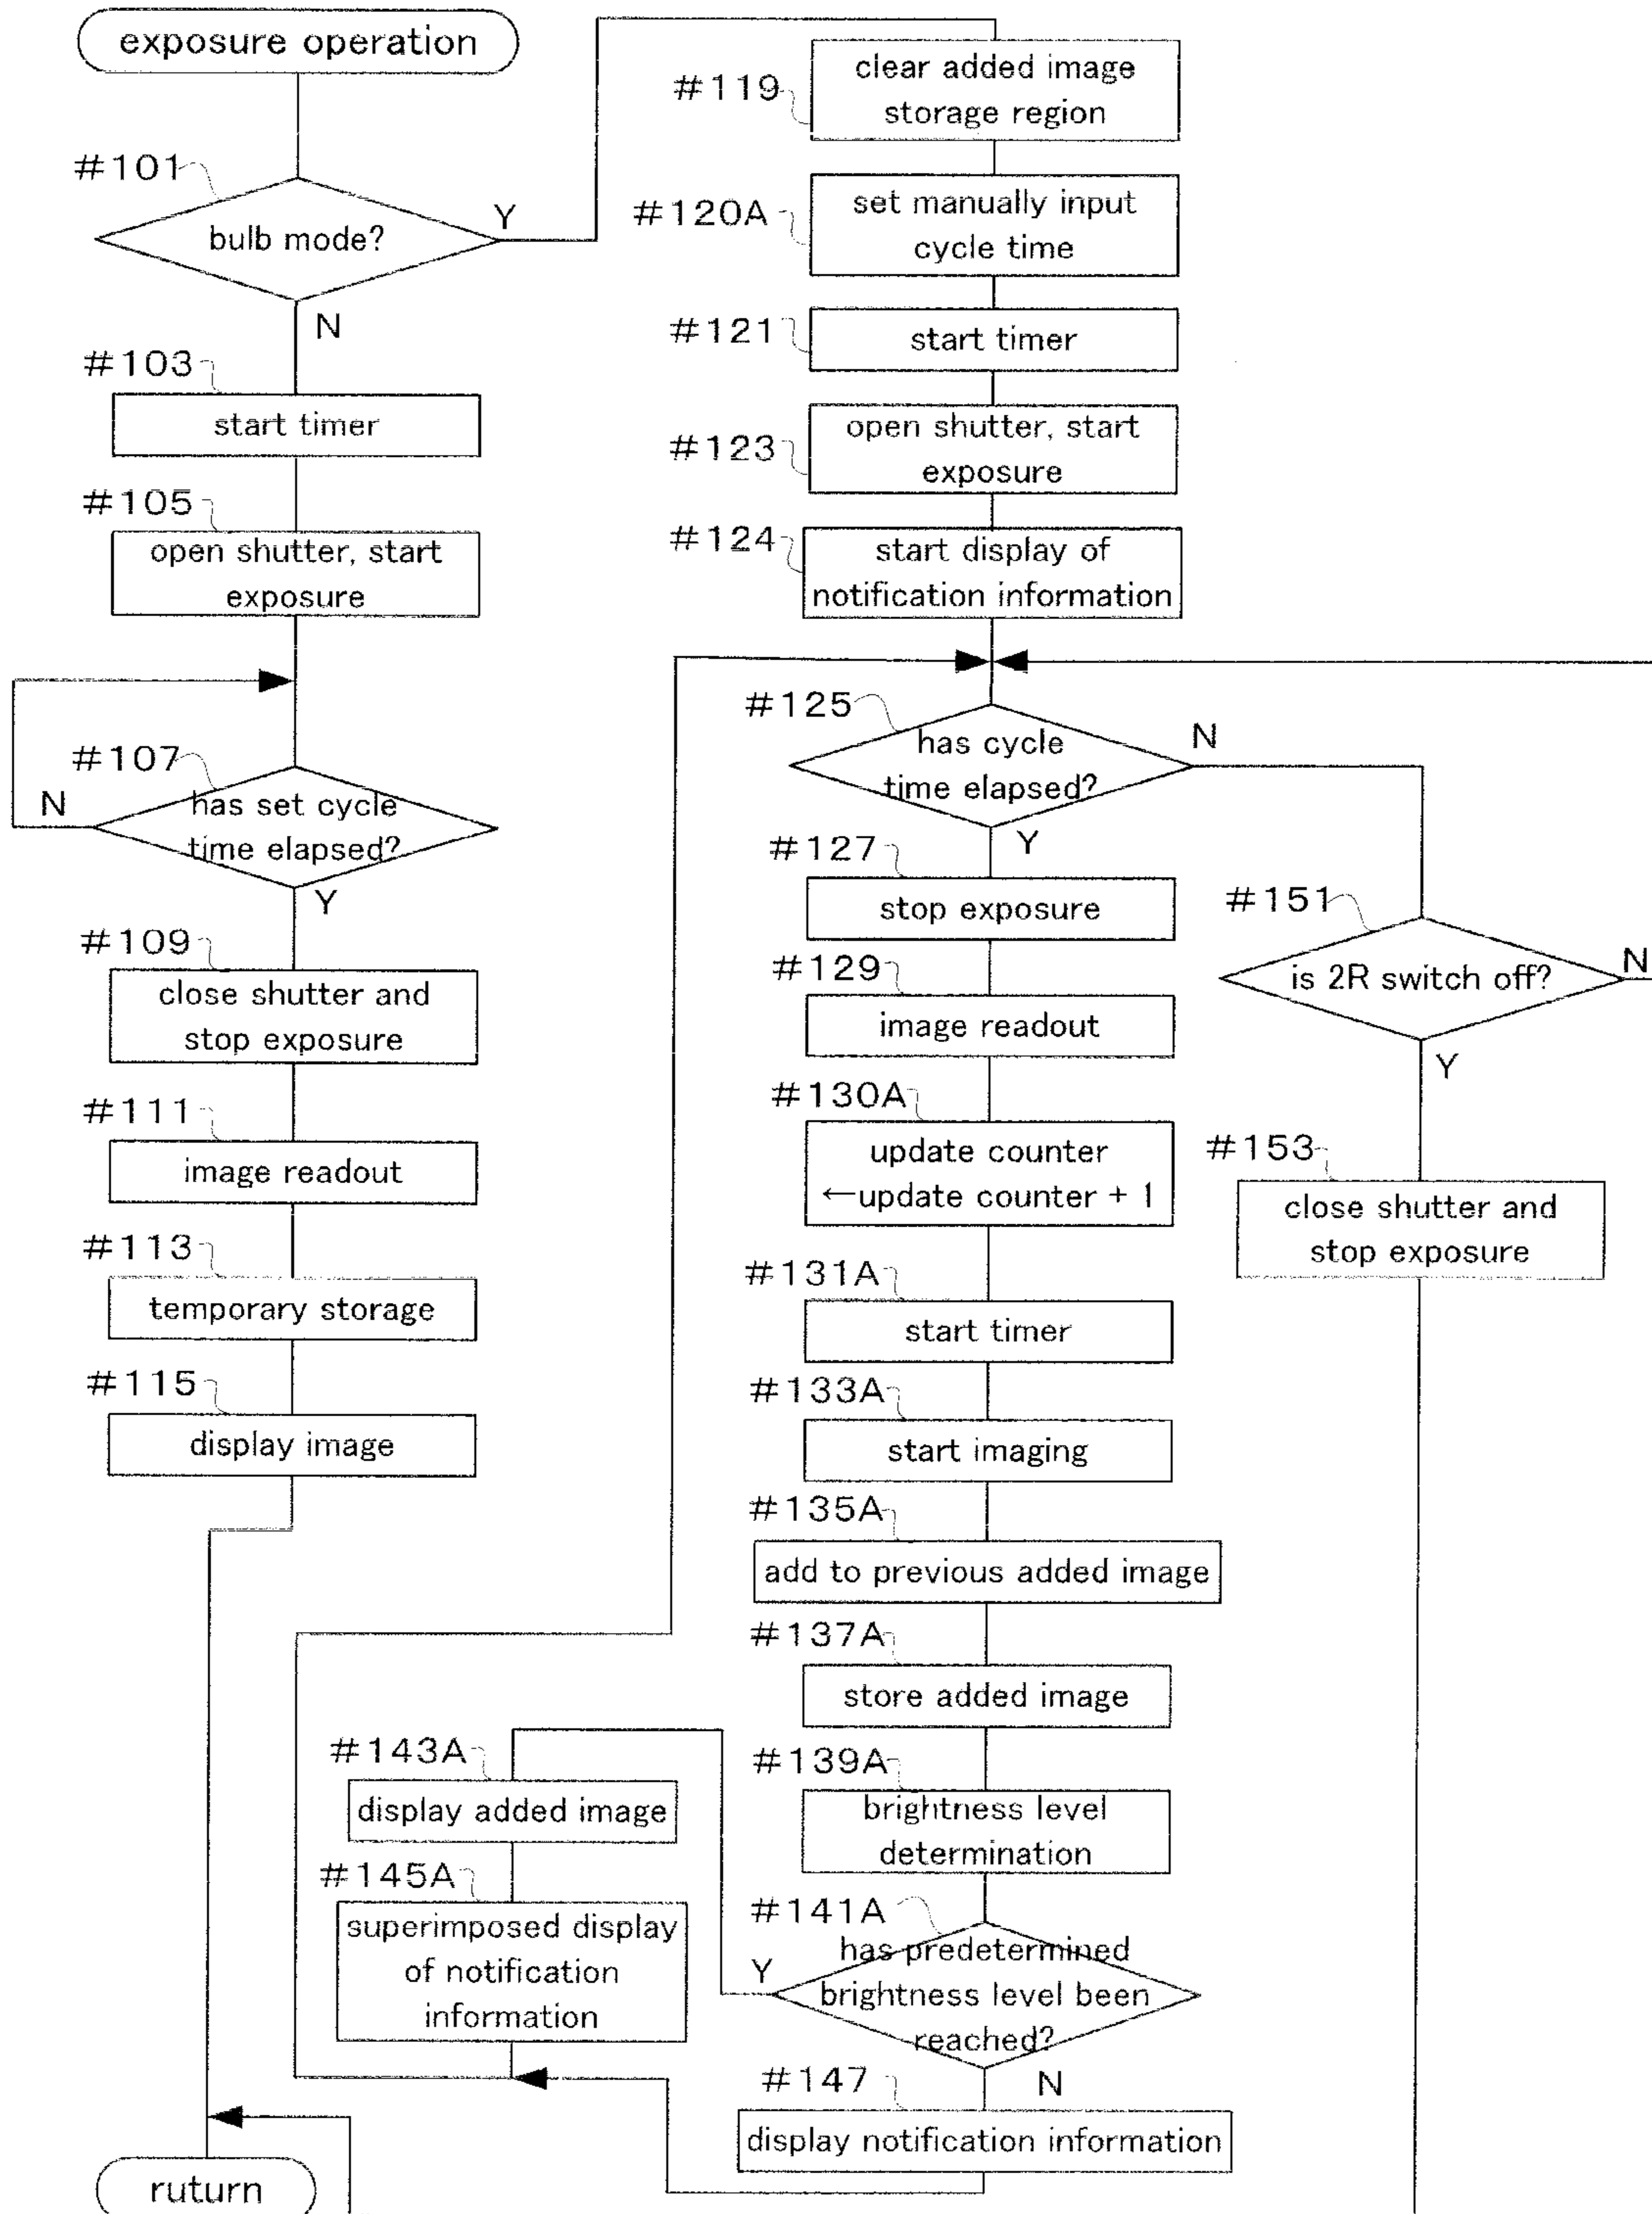 exposure operation
#101
bulb mode?
Y
N
#103
start timer
#105
open shutter, start
exposure
#107
has set cycle
time elapsed?
N
Y
#109
close shutter and
stop exposure
#111
image readout
#113
temporary storage
#115
display image
ruturn
#119
clear added image
storage region
#120A
set manually input
cycle time
#121
start timer
#123
open shutter, start
exposure
#124
start display of
notification information
#125
has cycle
time elapsed?
N
Y
#127
stop exposure
#129
image readout
#130A
update counter
←update counter + 1
#131A
start timer
#133A
start imaging
#135A
add to previous added image
#137A
store added image
#139A
brightness level
determination
#141A
has predetermined
brightness level been
reached?
Y
N
#143A
display added image
#145A
superimposed display
of notification
information
#147
display notification information
#151
is 2R switch off?
N
Y
#153
close shutter and
stop exposure